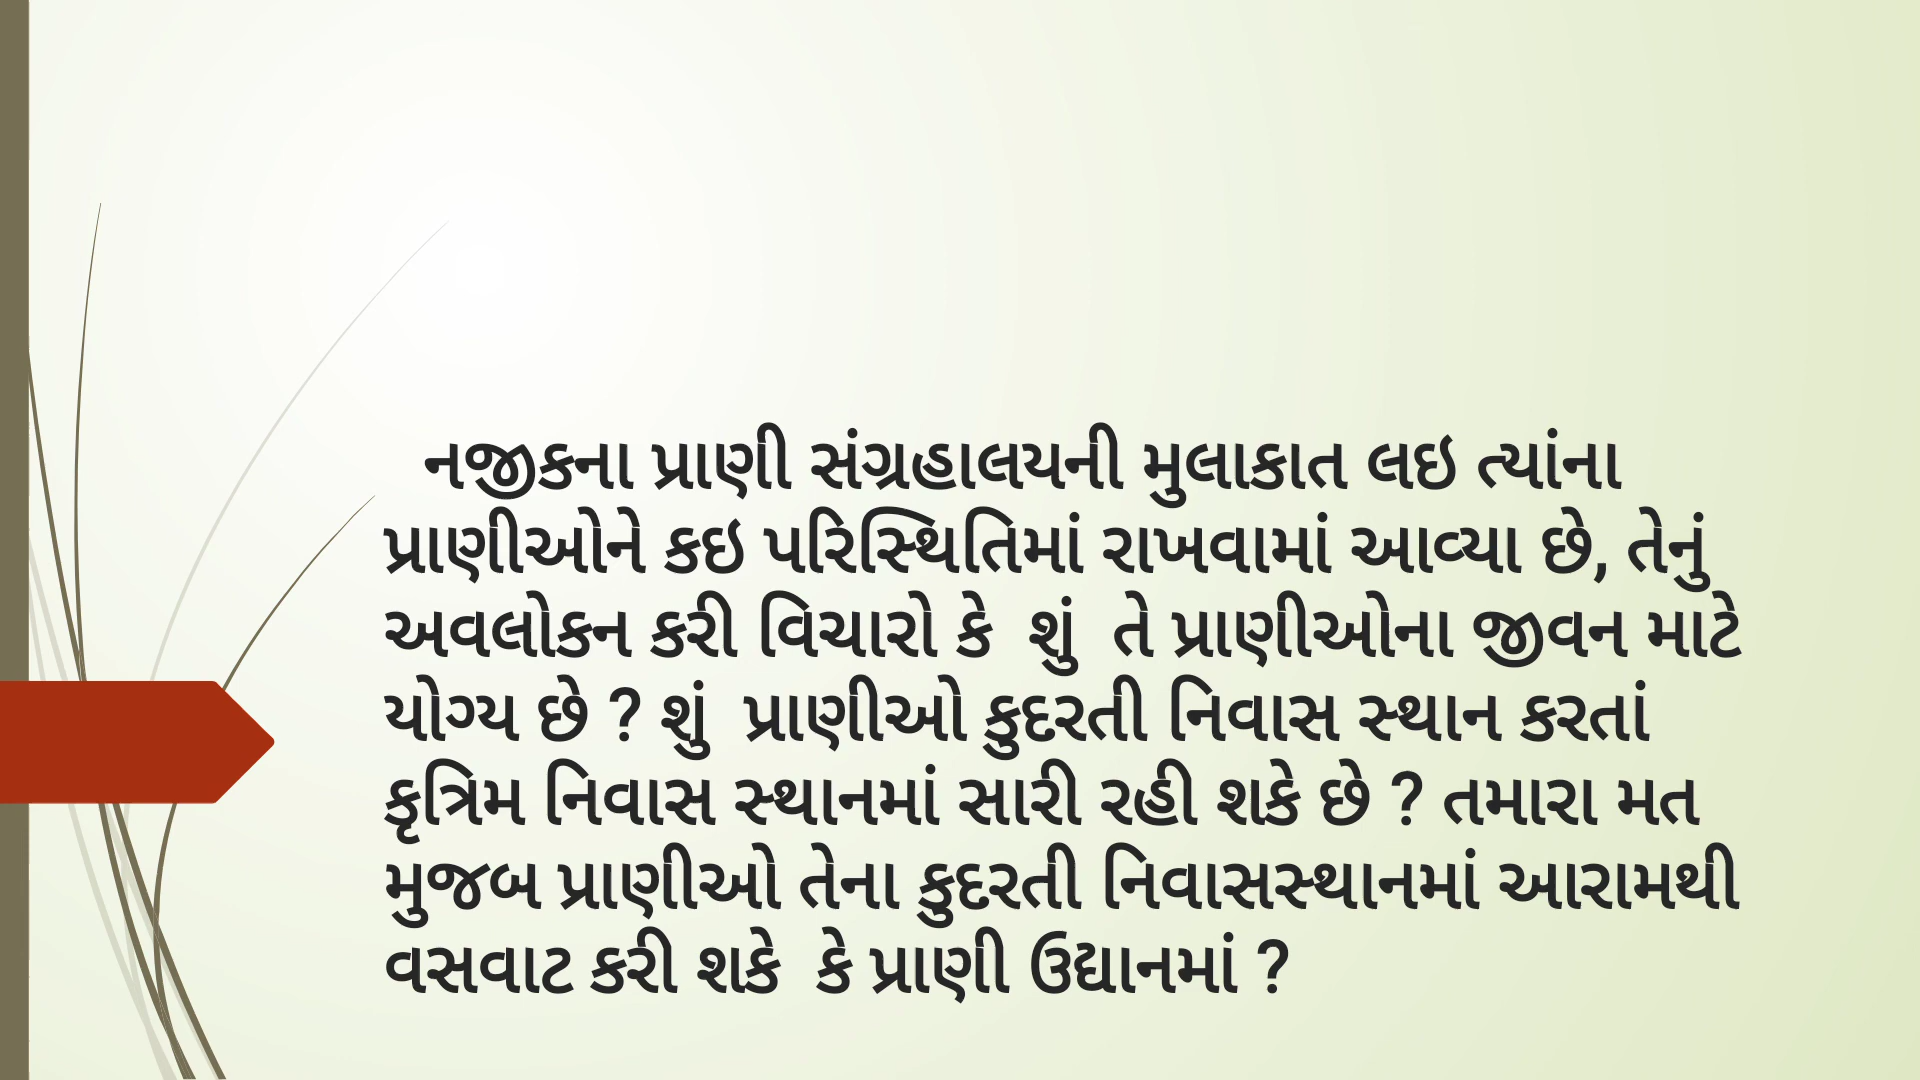 નજીકના પ્રાણી સંગ્રહાલયની મુલાકાત લઇ ત્યાંના
પ્રાણીઓને કઇ પરિસ્થિતિમાં રાખવામાં આવ્યા છે, તેનું
અવલોકન કરી વિચારો કે શું તે પ્રાણીઓના જીવન માટે
યોગ્ય છે ? શું પ્રાણીઓ કુદરતી નિવાસ સ્થાન કરતાં
કૃત્રિમ નિવાસ સ્થાનમાં સારી રહી શકે છે ? તમારા મત
મુજબ પ્રાણીઓ તેના કુદરતી નિવાસસ્થાનમાં આરામથી
વસવાટ કરી શકે કે પ્રાણી ઉદ્યાનમાં ?